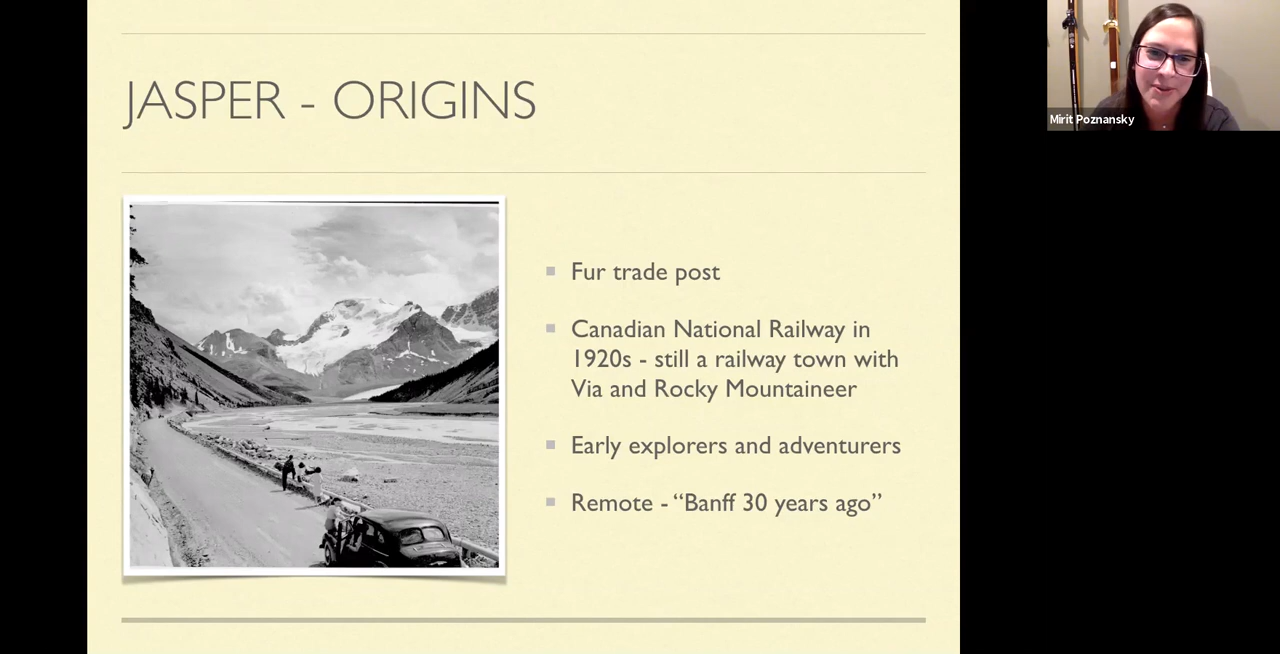 JASPER - ORIGINS
Fur trade post
Canadian National Railway in
1920s - still a railway town with
Via and Rocky Mountaineer
Early explorers and adventurers
Remote - “Banff 30 years ago”
Mirit Poznansky